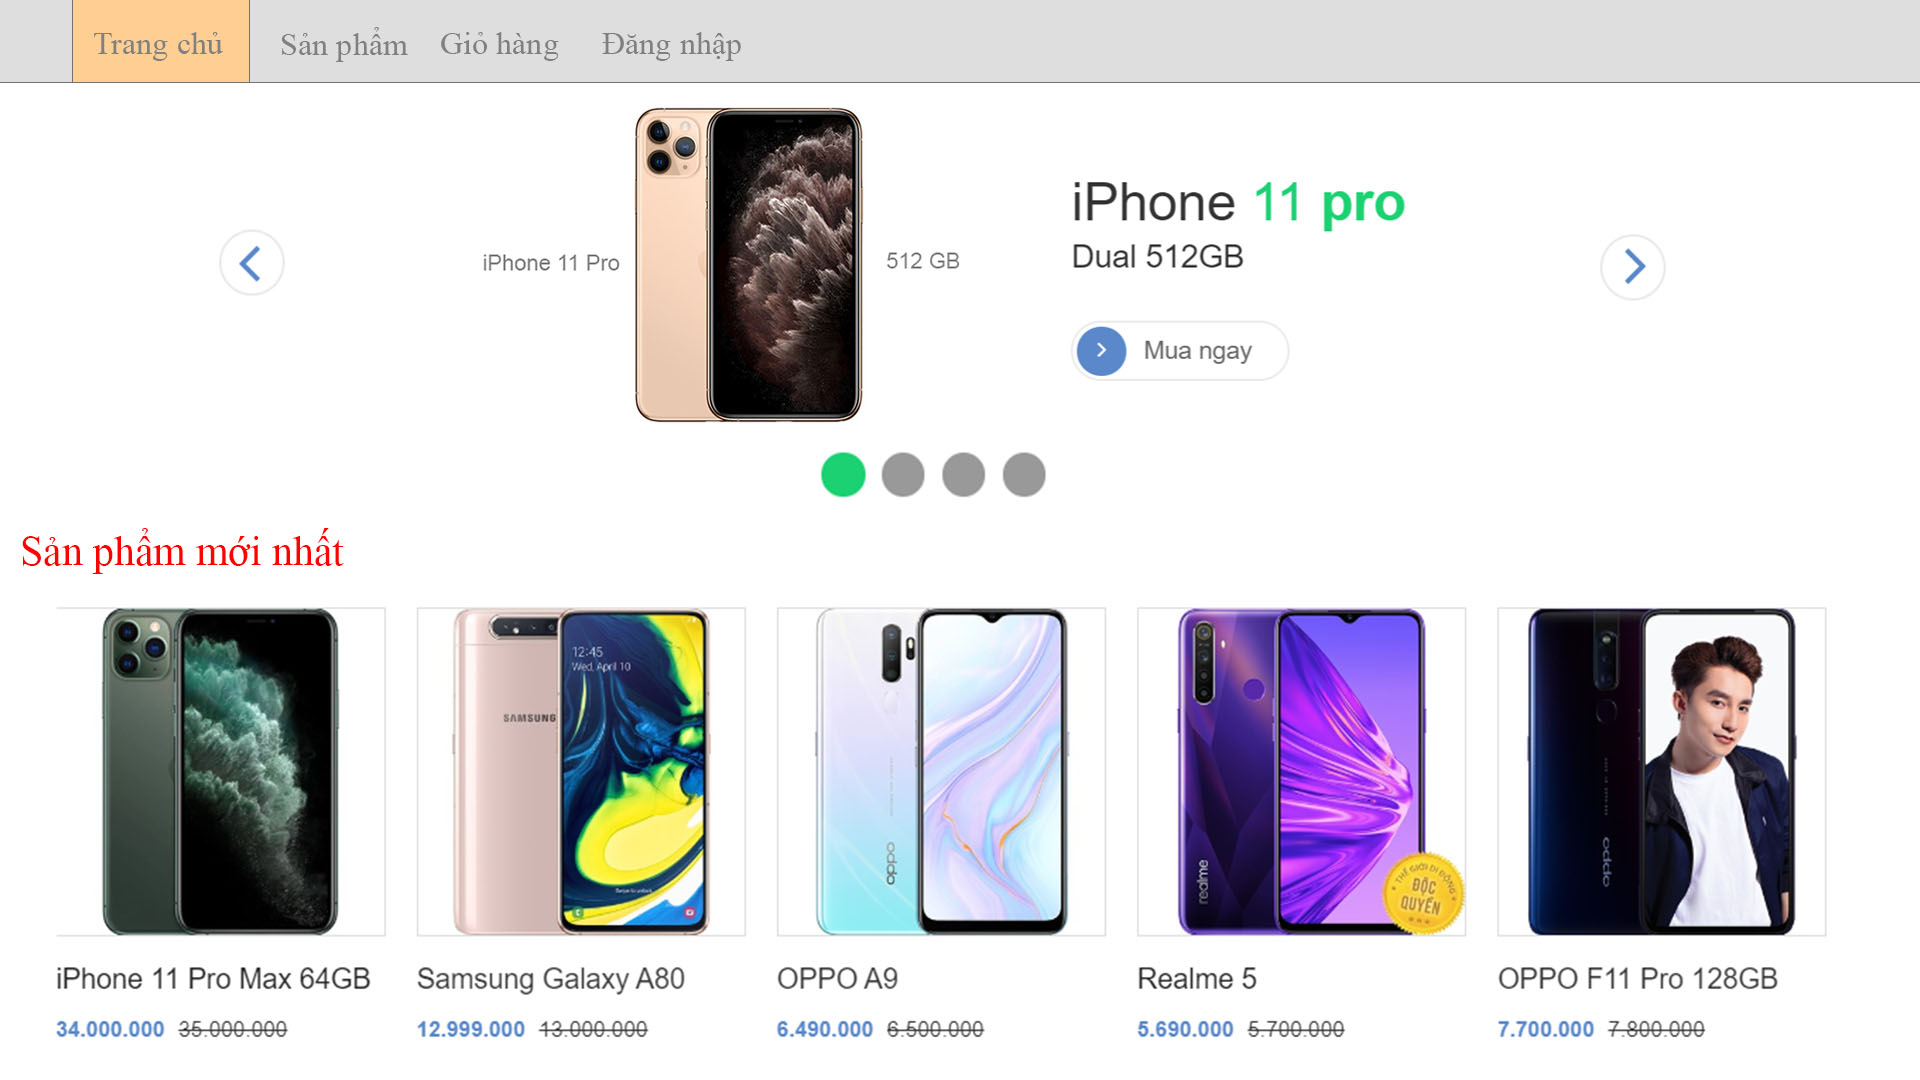 Trang chủ Sản phẩm Giỏ hàng Đăng nhập
iPhone 11 pro
Dual 512GB
iPhone 11 Pro
512 GB
Mua ngay
Sản phẩm mới nhất
12:45
Wed, April 10
SAMSUNG
Swipe to unlock
oppo
realme
THẾ GIỚI DI ĐỘNG
ĐỘC
QUYỀN
oppo
iPhone 11 Pro Max 64GB
34.000.000 35.000.000
Samsung Galaxy A80
12.999.000 13.000.000
OPPO A9
6.490.000 6.500.000
Realme 5
5.690.000 5.700.000
OPPO F11 Pro 128GB
7.700.000 7.800.000